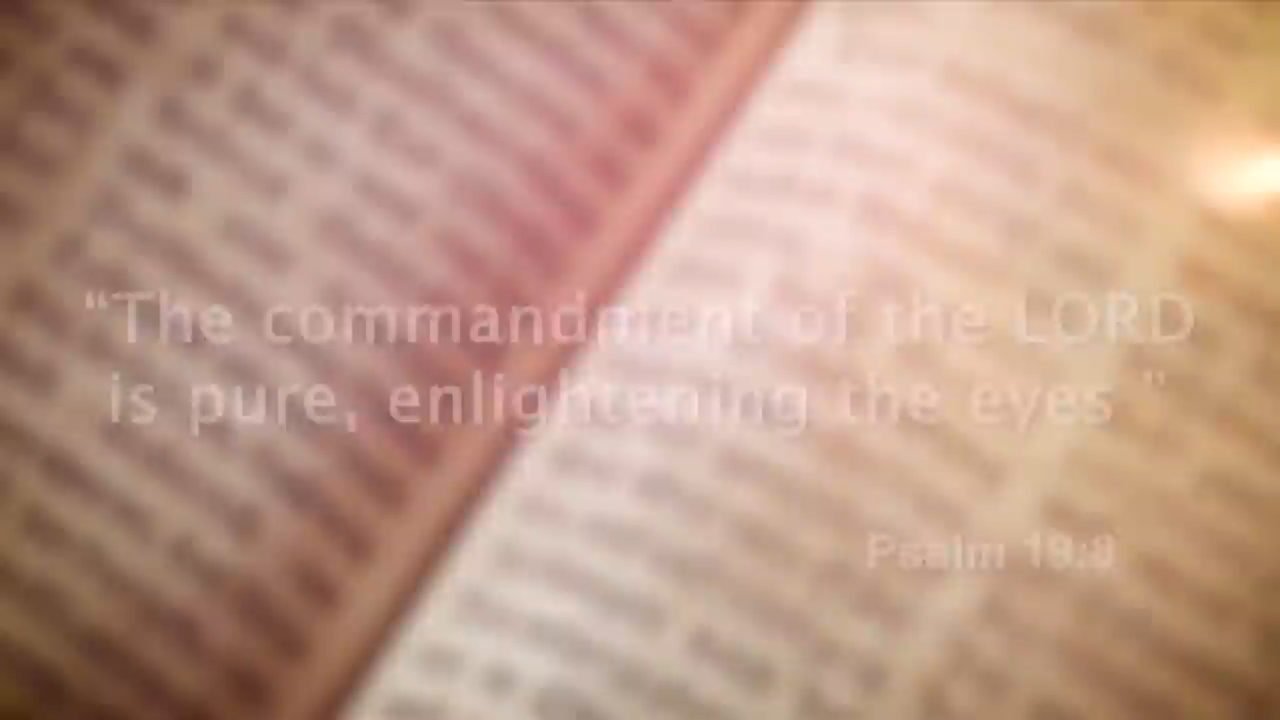 “The commandment of the LORD
is pure, enlightening the eyes ”
Psalm 19:8